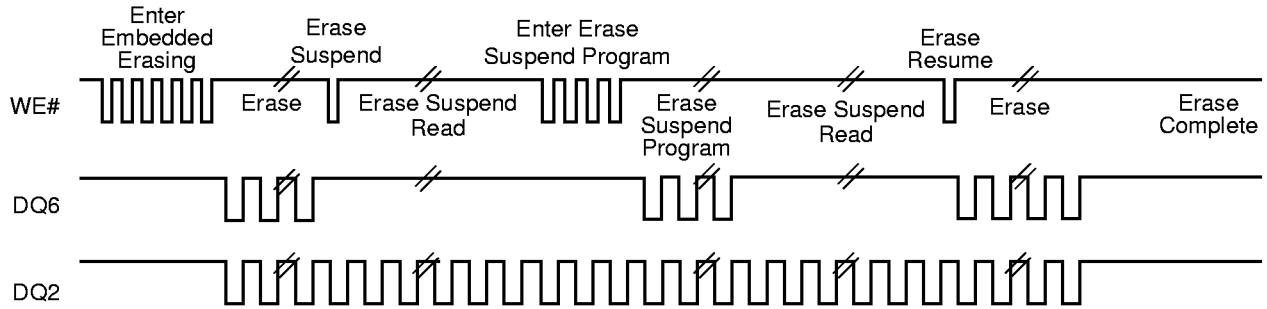 Enter
Embedded
Erasing
Erase
Suspend
Enter Erase
Suspend Program
Erase
Resume
WE#
Erase
Erase Suspend
Read
Erase
Suspend
Program
Erase Suspend
Read
Erase
Erase
Complete
DQ6
DQ2